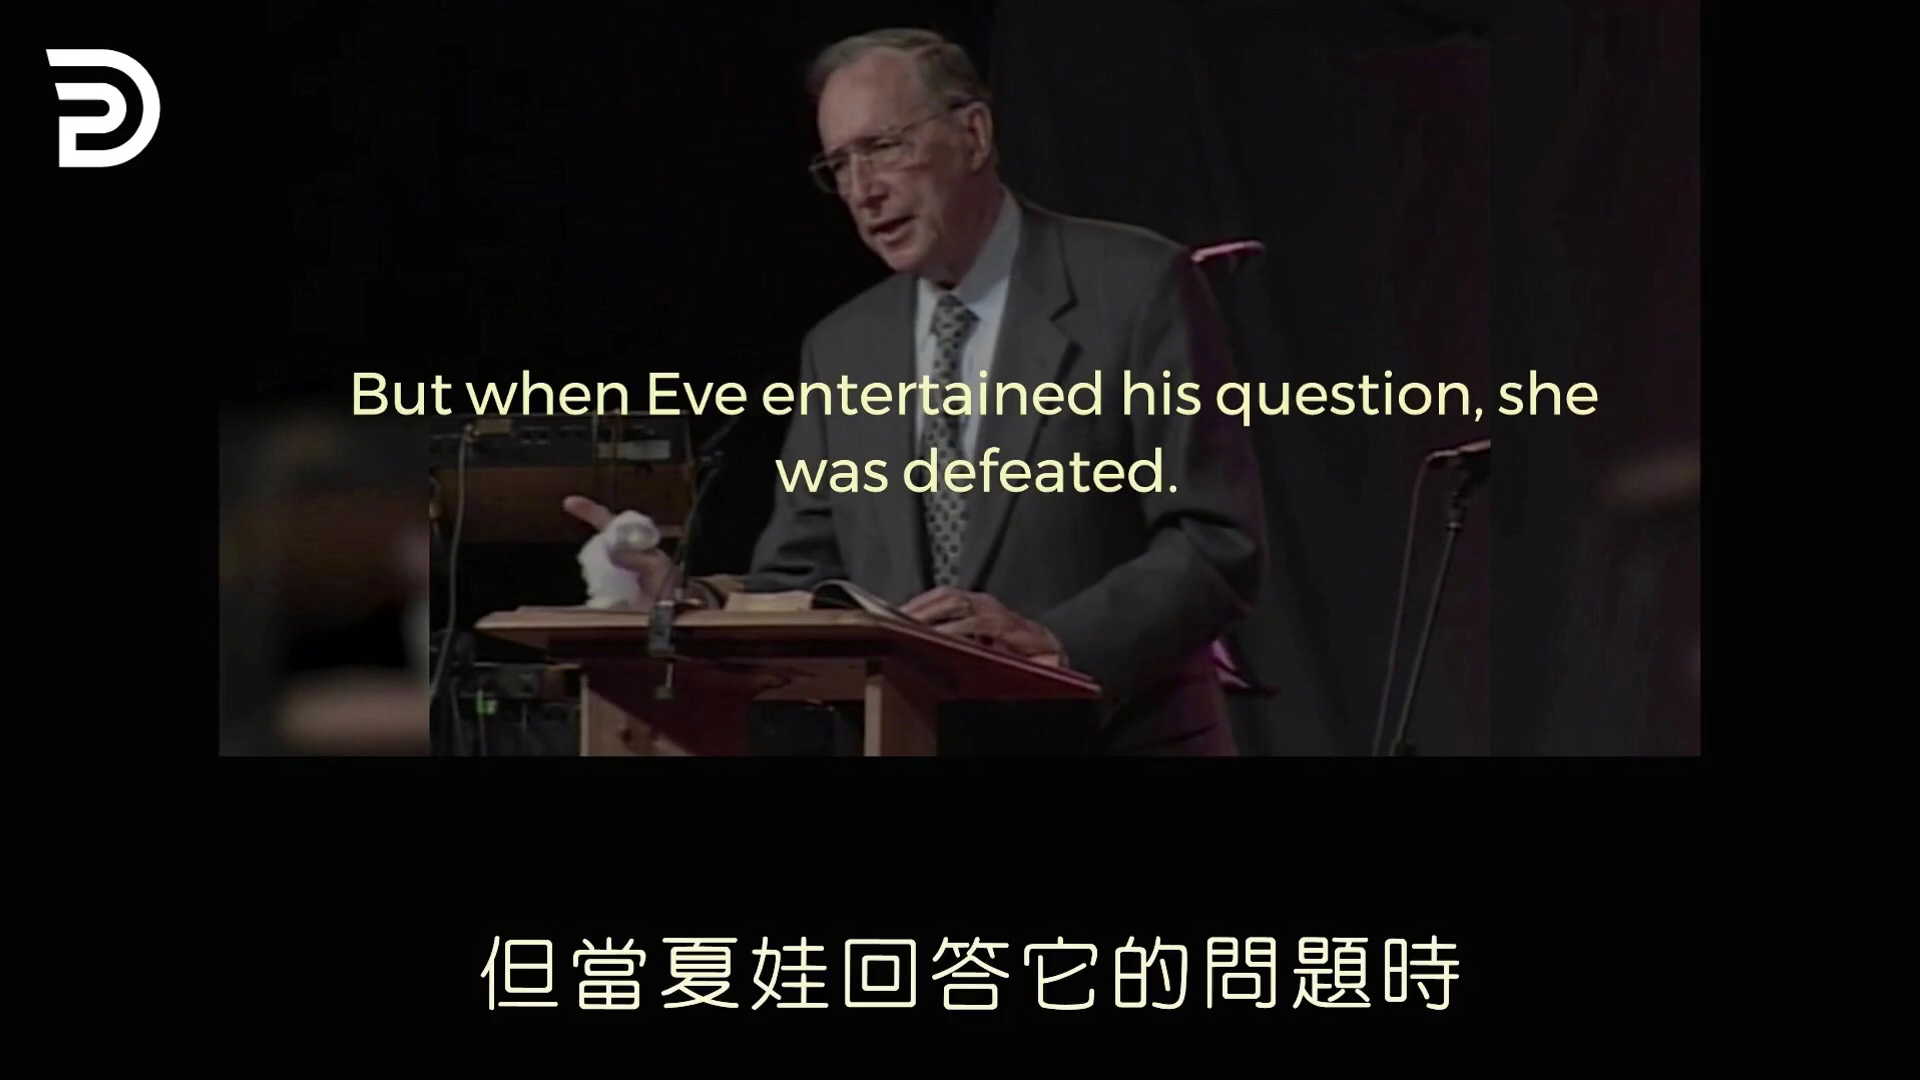 But when Eve entertained his question, she
was defeated.
但當夏娃回答它的問題時